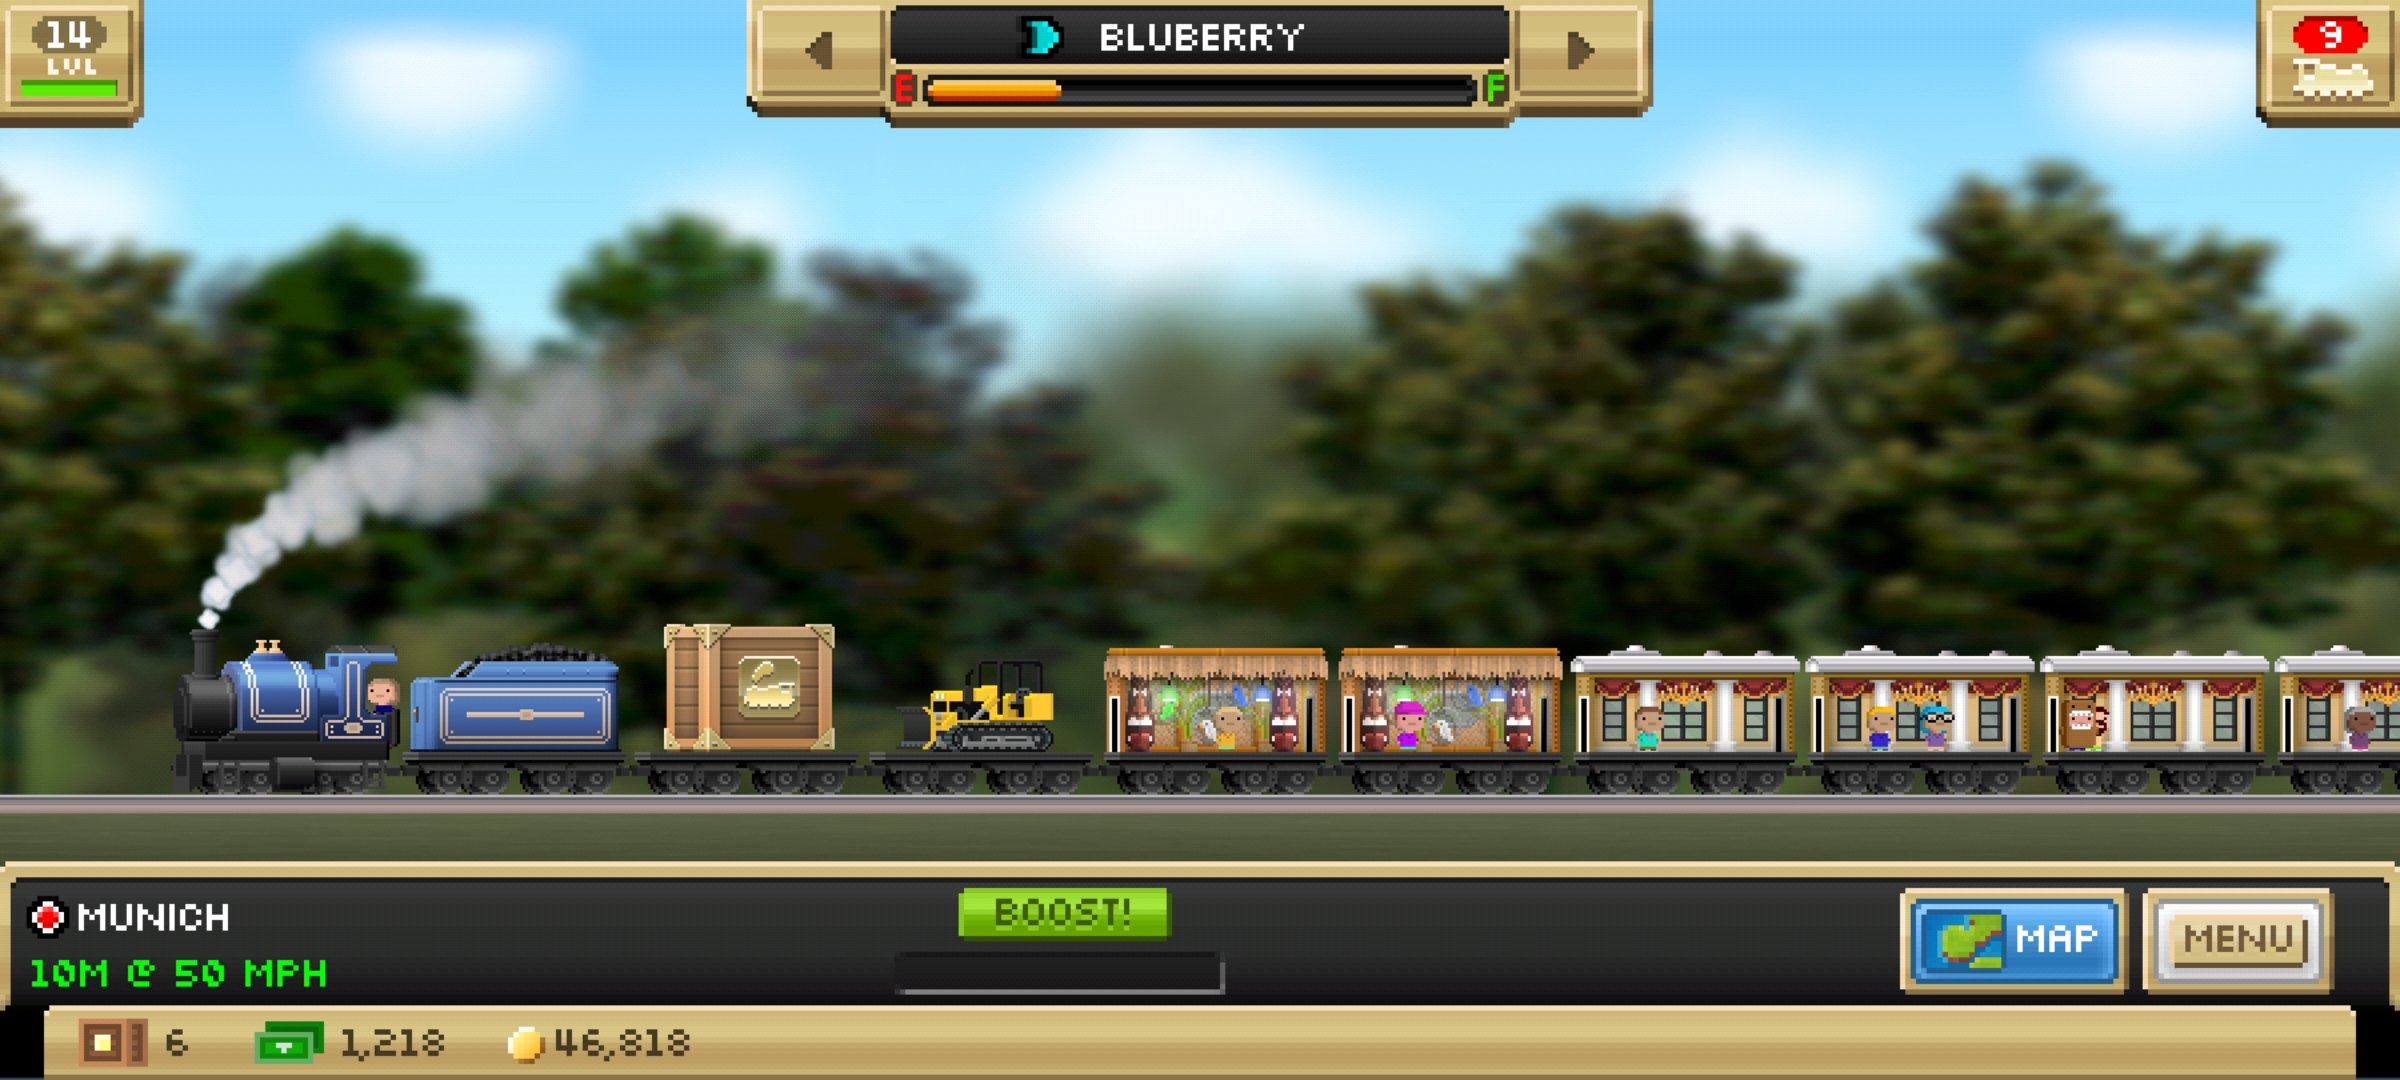 14
LVL
BLUBERRY
E F
9
MUNICH
10M @ 50 MPH
BOOST!
MAP
MENU
6
1,218
46,818